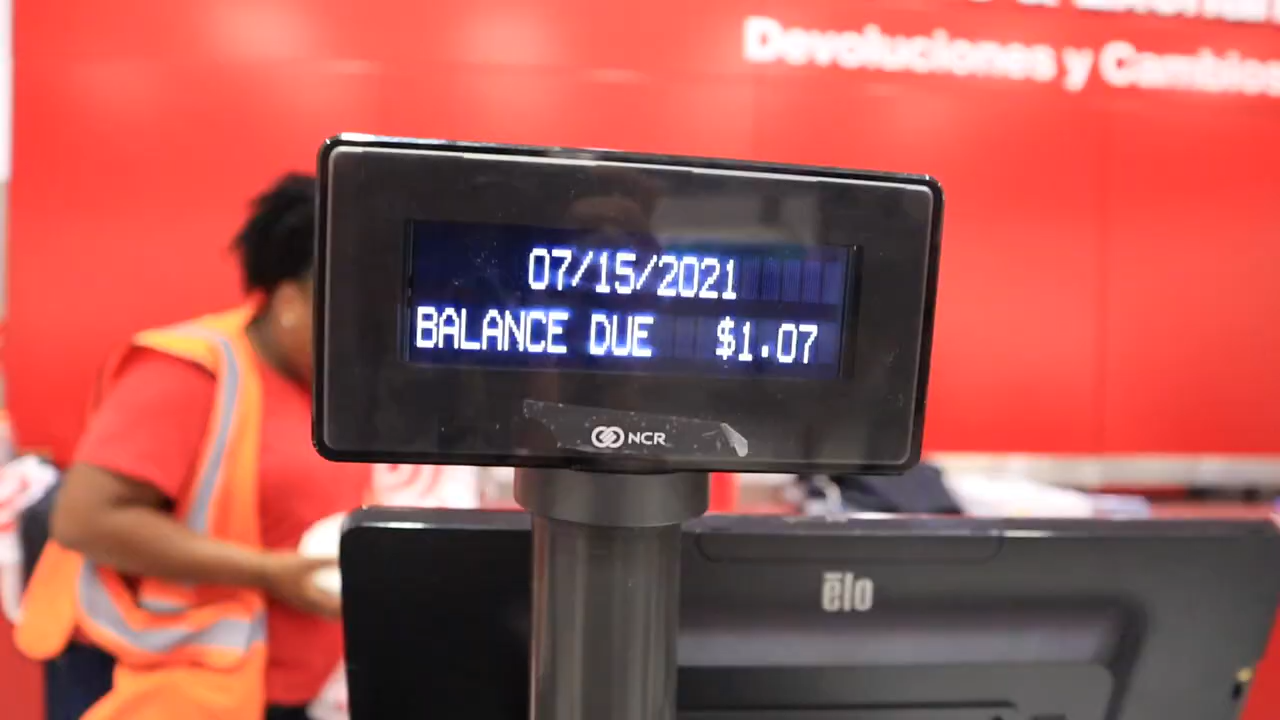 Devoluciones y Cambios
07/15/2021
BALANCE DUE $1.07
NCR
elo